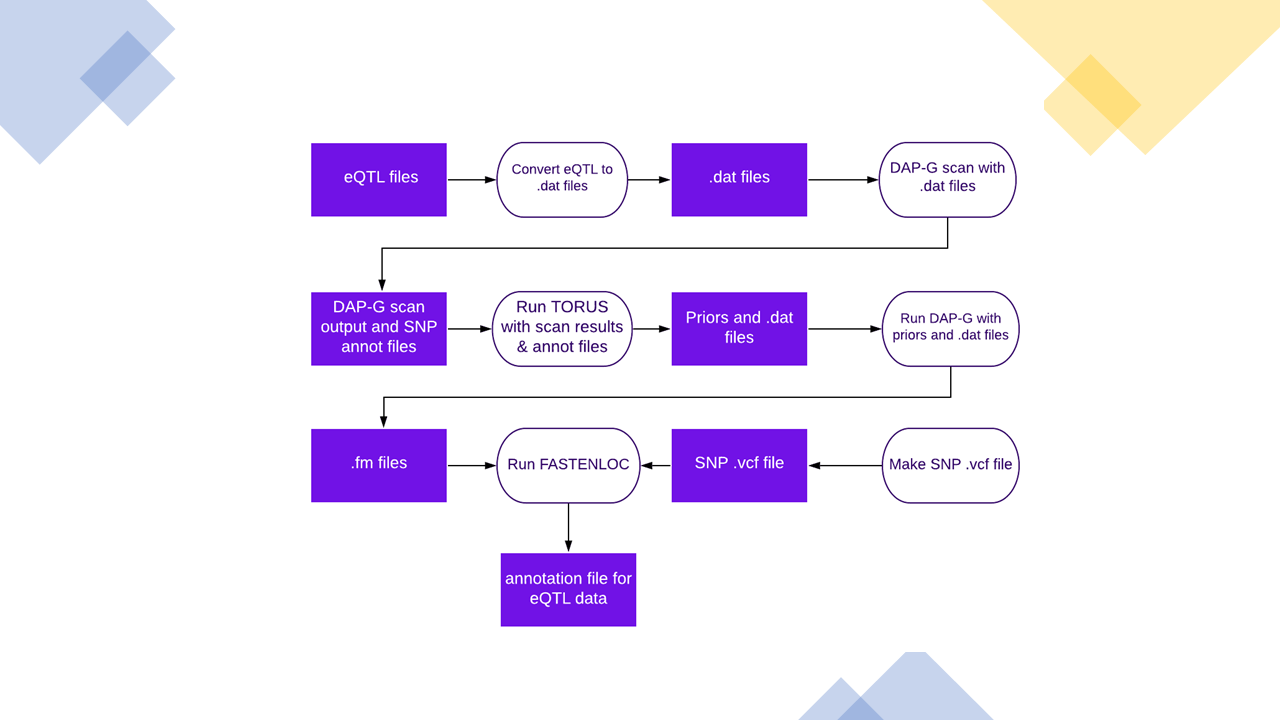 eQTL files
Convert eQTL to
.dat files
.dat files
DAP-G scan with
.dat files
DAP-G scan
output and SNP
annot files
Run TORUS
with scan results
& annot files
Priors and .dat
files
Run DAP-G with
priors and .dat files
.fm files
Run FASTENLOC
SNP .vcf file
Make SNP .vcf file
annotation file for
eQTL data